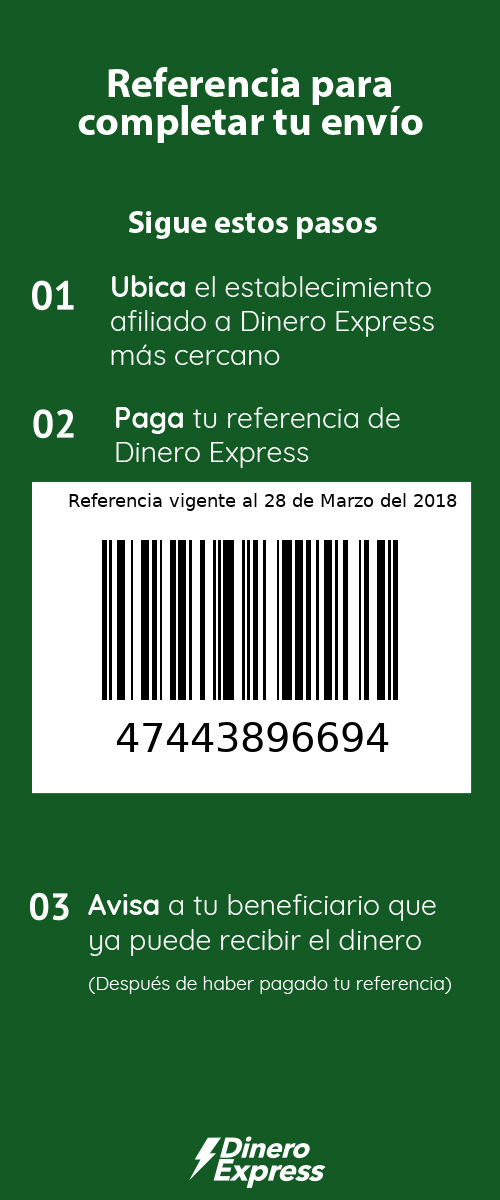 Referencia para
completar tu envío
Sigue estos pasos
01
Ubica el establecimiento
afiliado a Dinero Express
más cercano
02
Paga tu referencia de
Dinero Express
Referencia vigente al 28 de Marzo del 2018
47443896694
03
Avisa a tu beneficiario que
ya puede recibir el dinero
(Después de haber pagado tu referencia)
Dinero
Express